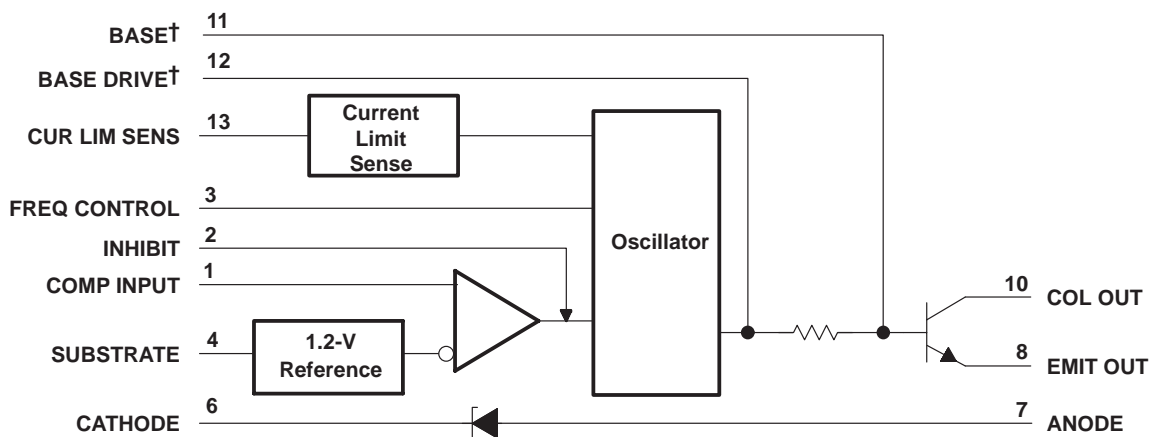 BASE† 11
BASE DRIVE† 12
CUR LIM SENS 13
Current
Limit
Sense
FREQ CONTROL 3
INHIBIT 2
COMP INPUT 1
Oscillator
SUBSTRATE 4
1.2-V
Reference
CATHODE 6
10 COL OUT
8 EMIT OUT
7 ANODE